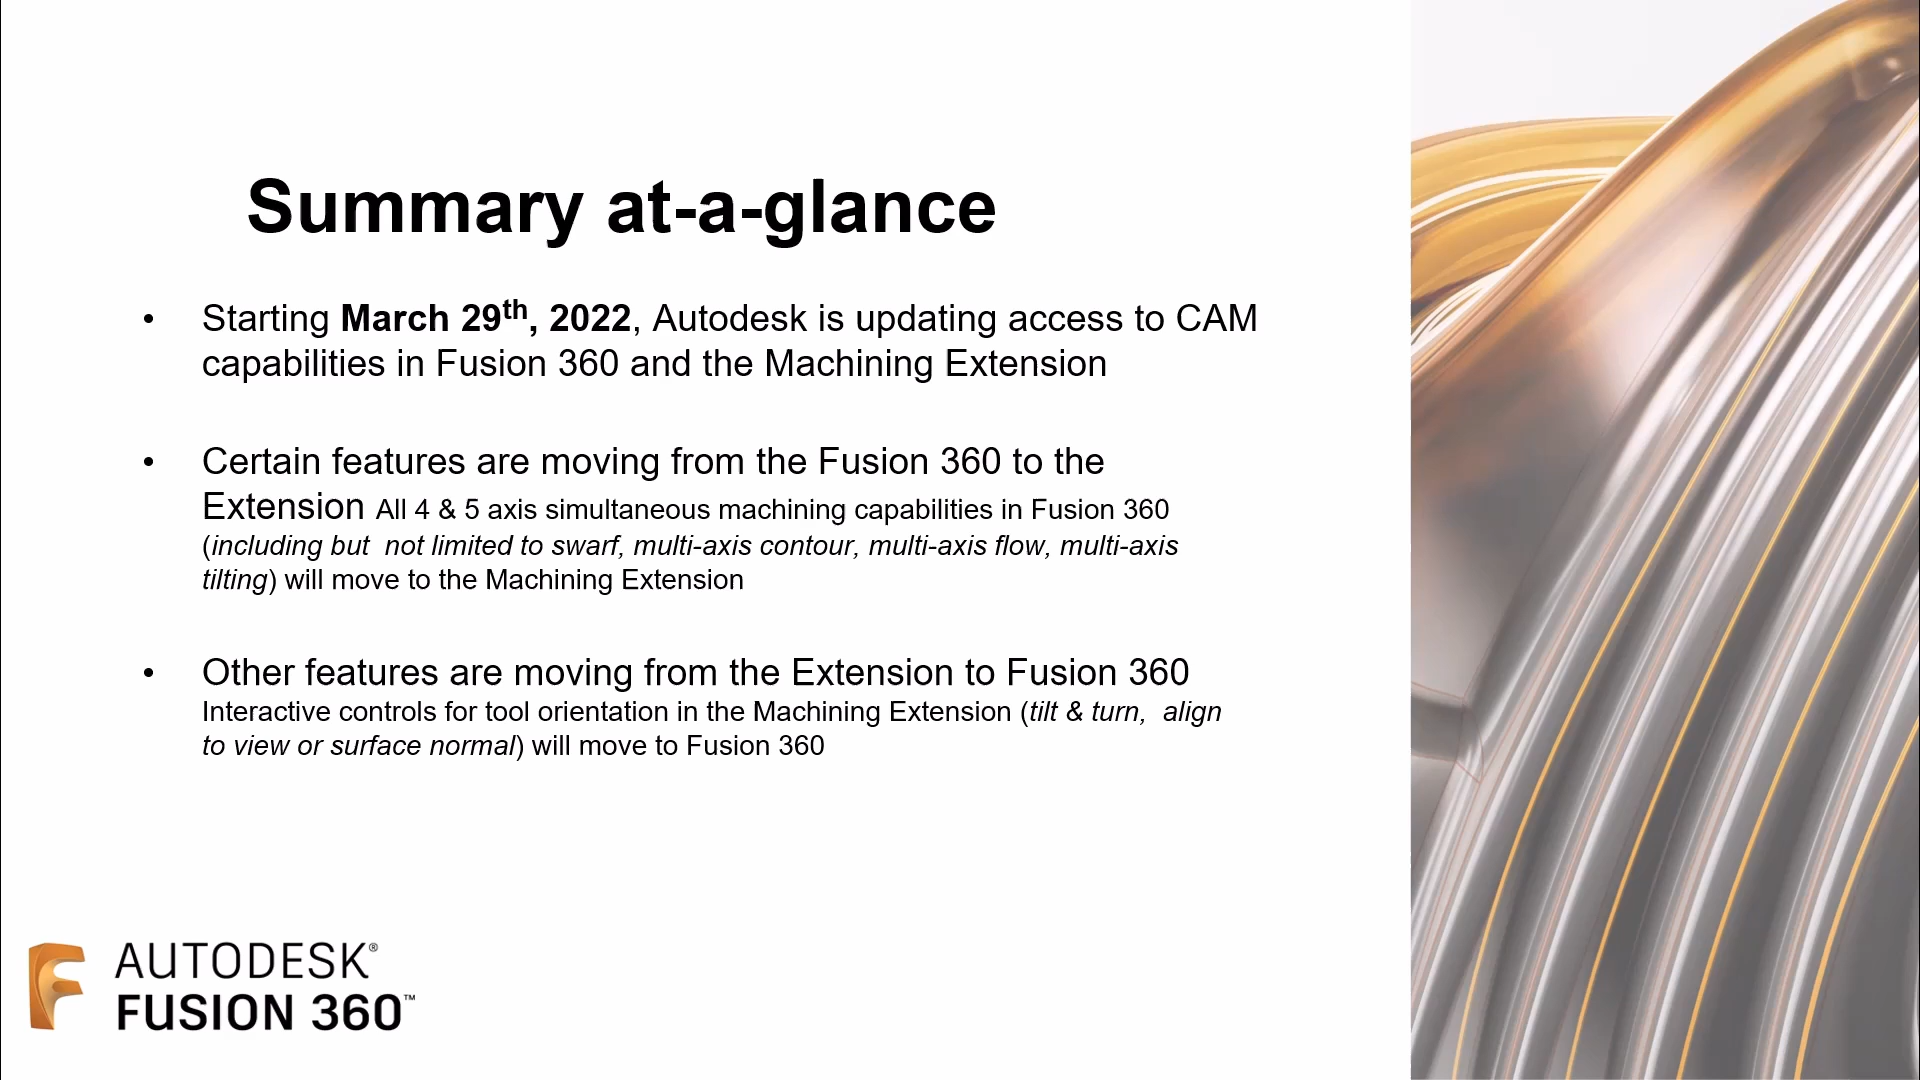 Summary at-a-glance
• Starting March 29th, 2022, Autodesk is updating access to CAM
capabilities in Fusion 360 and the Machining Extension
• Certain features are moving from the Fusion 360 to the
Extension All 4 & 5 axis simultaneous machining capabilities in Fusion 360
(including but  not limited to swarf, multi-axis contour, multi-axis flow, multi-axis
tilting) will move to the Machining Extension
• Other features are moving from the Extension to Fusion 360
Interactive controls for tool orientation in the Machining Extension (tilt & turn,  align
to view or surface normal) will move to Fusion 360
AUTODESK®
FUSION 360™